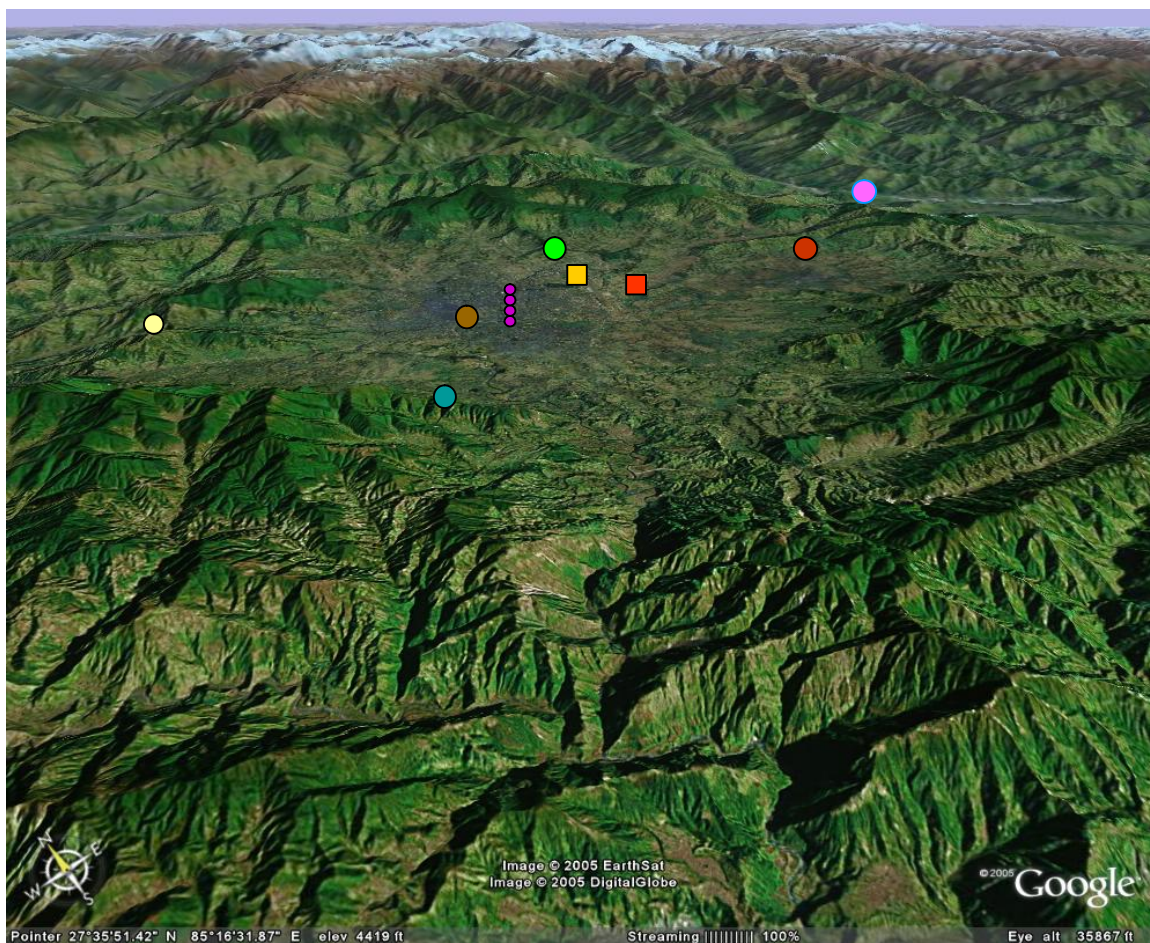 N
E
W
S
Image © 2005 EarthSat
Image © 2005 DigitalGlobe
© 2005 Google
Pointer 27°35'51.42" N 85°16'31.87" E elev 4419 ft Streaming |||||||||| 100% Eye alt 35867 ft